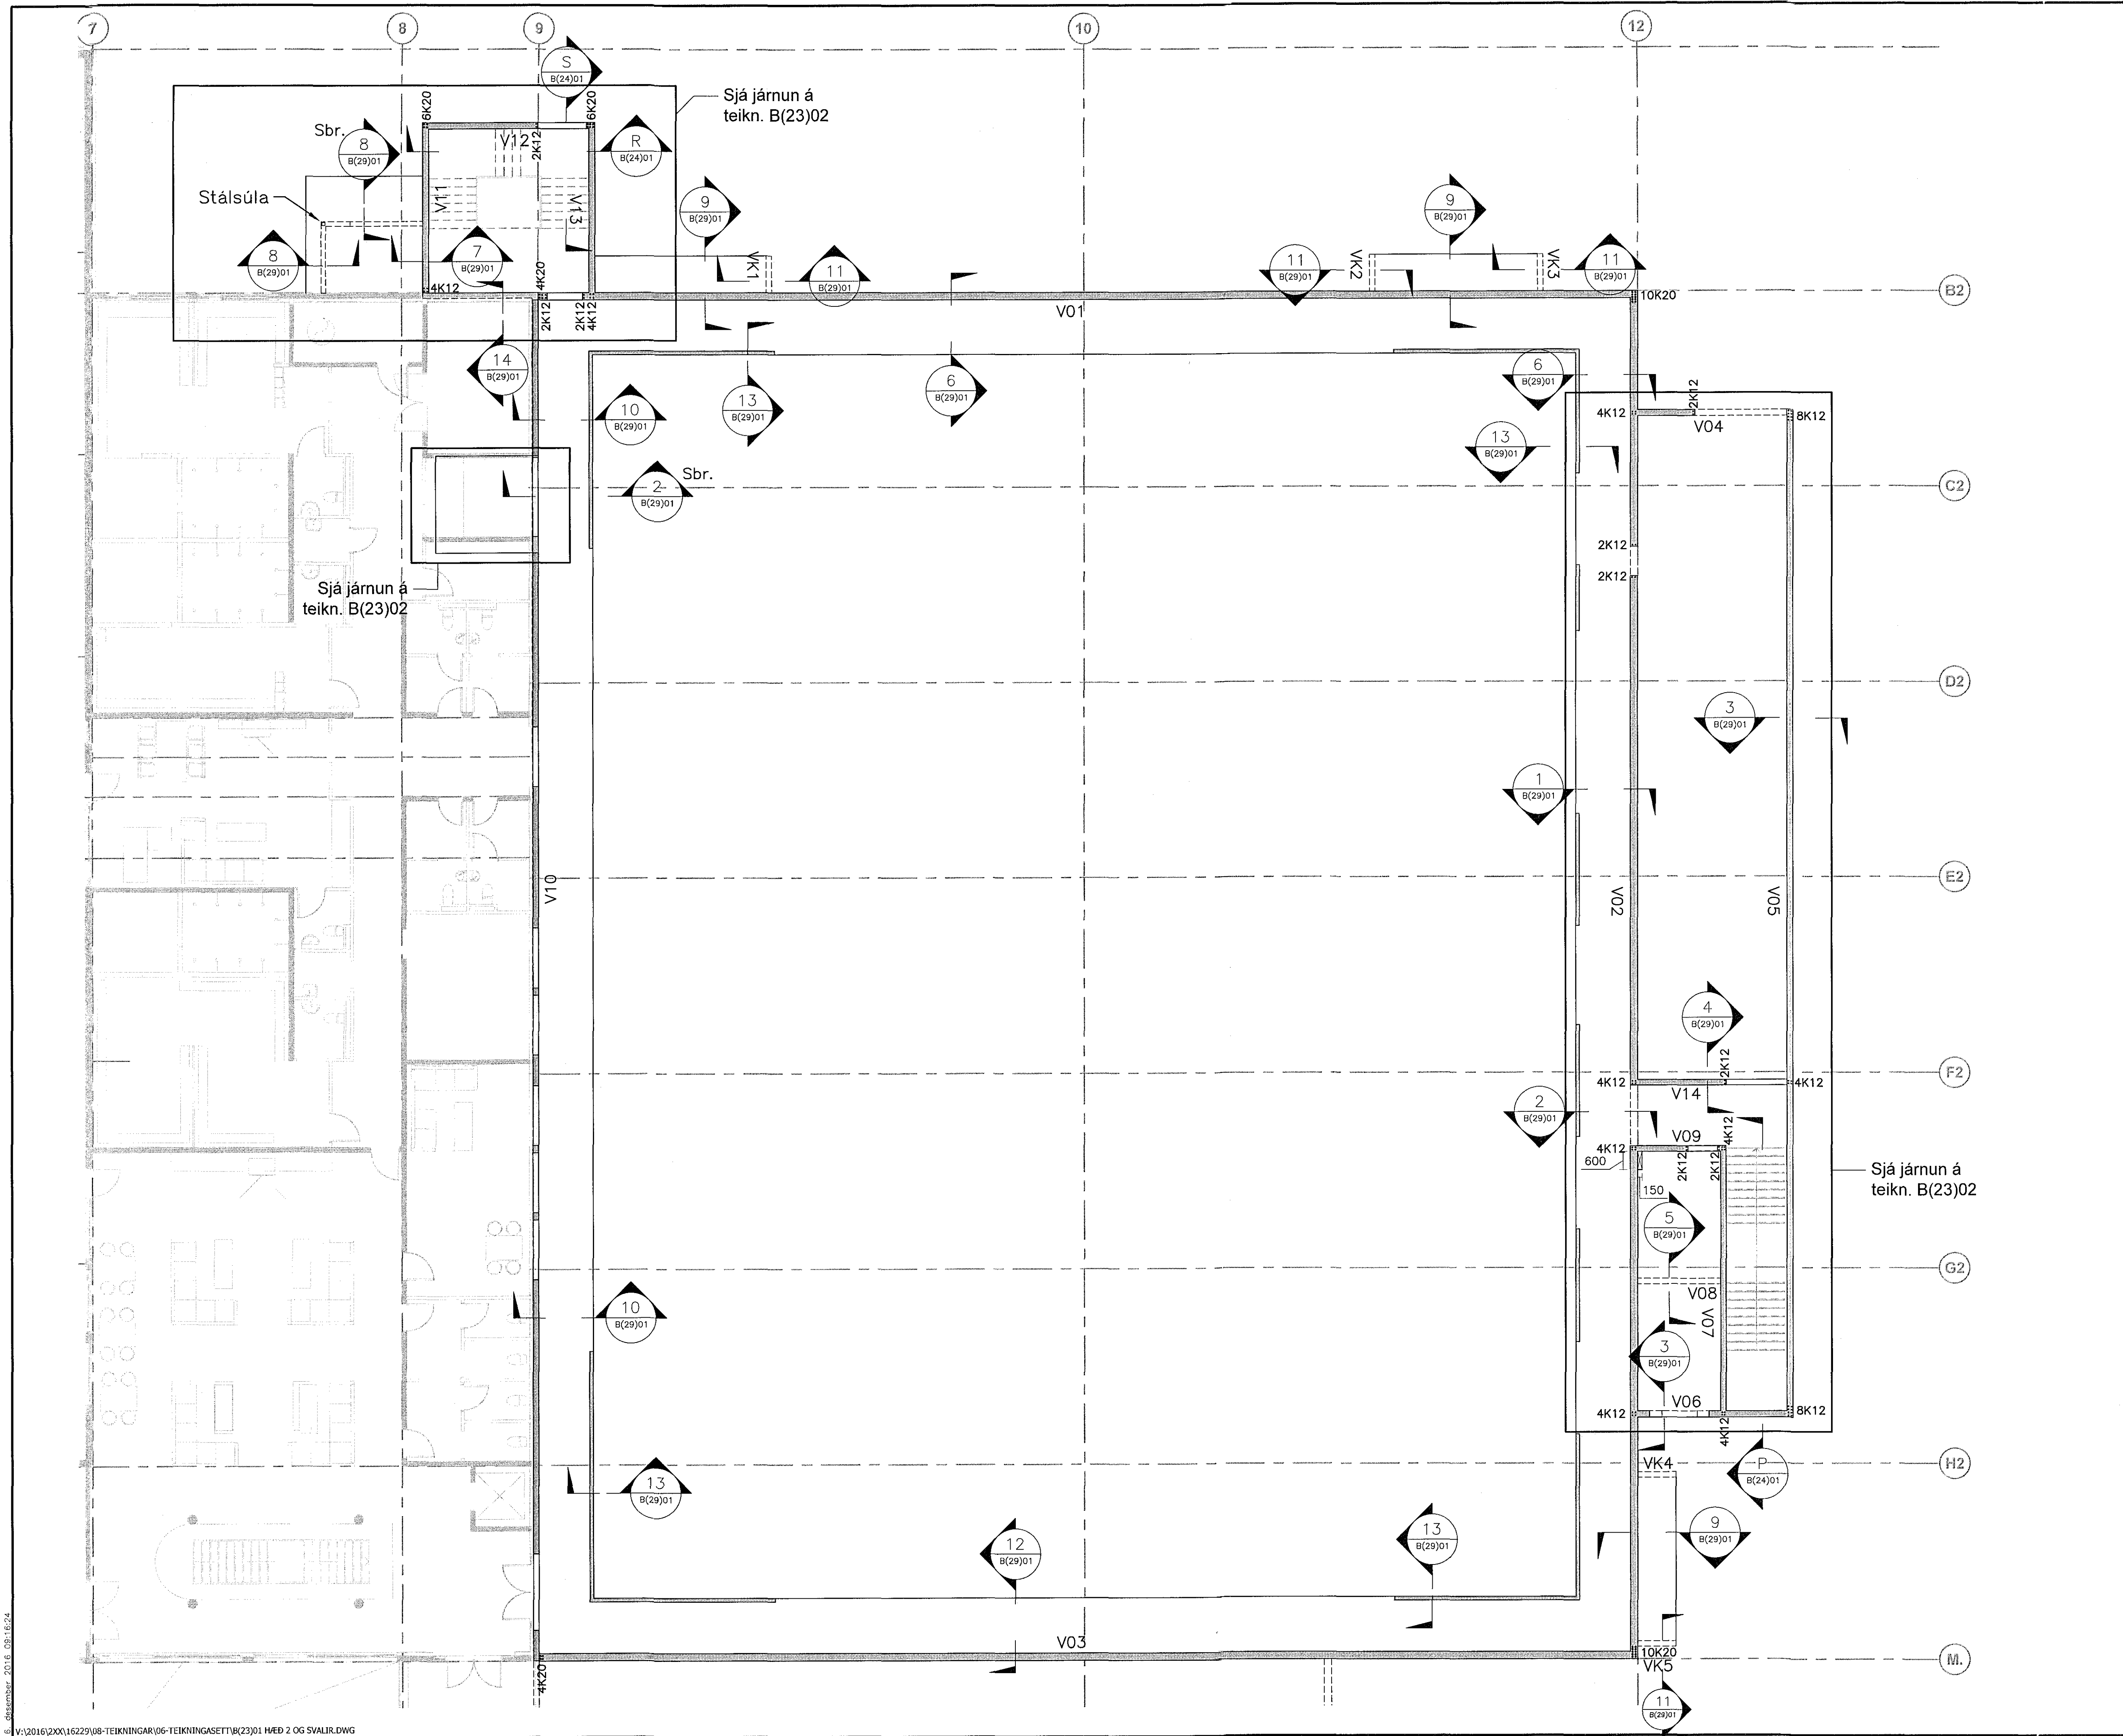 7
8
9
10
12
S
B(24)01
Sjá járnun á
teikn. B(23)02
6K20
6K20
Sbr.
8
B(29)01
V12
2K12
R
B(24)01
Stálsúla
V11
V13
9
B(29)01
9
B(29)01
8
B(29)01
7
B(29)01
VK1
11
B(29)01
11
B(29)01
VK2
VK3
11
B(29)01
4K12
4K20
10K20
B2
2K12
2K12
4K12
V01
14
B(29)01
6
B(29)01
6
B(29)01
13
B(29)01
10
B(29)01
2K12
4K12
V04
8K12
13
B(29)01
2
B(29)01
Sbr.
C2
2K12
2K12
Sjá járnun á
teikn. B(23)02
D2
3
B(29)01
1
B(29)01
V10
V02
V05
E2
4
B(29)01
2K12
4K12
4K12
F2
V14
2
B(29)01
4K12
V09
4K12
600
2K12
2K12
150
Sjá járnun á
teikn. B(23)02
5
B(29)01
G2
V08
V07
10
B(29)01
3
B(29)01
V06
4K12
4K12
8K12
VK4
P
B(24)01
H2
13
B(29)01
12
B(29)01
13
B(29)01
9
B(29)01
V03
10K20
VK5
M.
4K20
11
B(29)01
6. desember 2016 09:16:24
V:\2016\2XX\16229\08-TEIKNINGAR\06-TEIKNINGASETT\B(23)01 HÆÐ 2 OG SVALIR.DWG